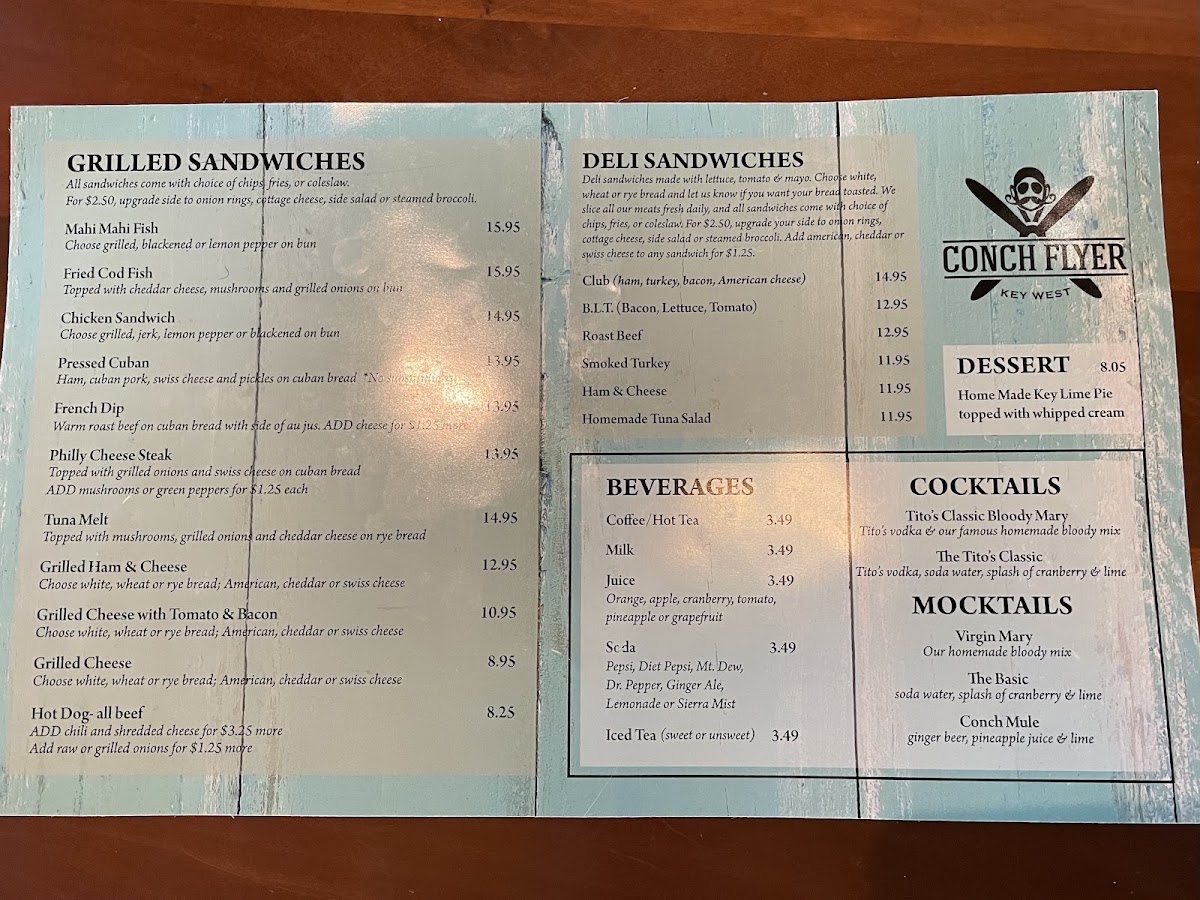 GRILLED SANDWICHES
All sandwiches come with choice of chips, fries, or coleslaw.
For $2.50, upgrade side to onion rings, cottage cheese, side salad or steamed broccoli.
Mahi Mahi Fish 15.95
Choose grilled, blackened or lemon pepper on bun
Fried Cod Fish 15.95
Topped with cheddar cheese, mushrooms and grilled onions on bun
Chicken Sandwich 14.95
Choose grilled, jerk, lemon pepper or blackened on bun
Pressed Cuban 13.95
Ham, cuban pork, swiss cheese and pickles on cuban bread *No
French Dip 13.95
Warm roast beef on cuban bread with side of au jus. ADD cheese for $1.25 more
Philly Cheese Steak 13.95
Topped with grilled onions and swiss cheese on cuban bread
ADD mushrooms or green peppers for $1.25 each
Tuna Melt 14.95
Topped with mushrooms, grilled onions and cheddar cheese on rye bread
Grilled Ham & Cheese 12.95
Choose white, wheat or rye bread; American, cheddar or swiss cheese
Grilled Cheese with Tomato & Bacon 10.95
Choose white, wheat or rye bread; American, cheddar or swiss cheese
Grilled Cheese 8.95
Choose white, wheat or rye bread; American, cheddar or swiss cheese
Hot Dog- all beef 8.25
ADD chili and shredded cheese for $3.25 more
Add raw or grilled onions for $1.25 more
DELI SANDWICHES
Deli sandwiches made with lettuce, tomato & mayo. Choose white,
wheat or rye bread and let us know if you want your bread toasted. We
slice all our meats fresh daily, and all sandwiches come with choice of
chips, fries, or coleslaw. For $2.50, upgrade your side to onion rings,
cottage cheese, side salad or steamed broccoli. Add american, cheddar or
swiss cheese to any sandwich for $1.25.
Club (ham, turkey, bacon, American cheese) 14.95
B.L.T. (Bacon, Lettuce, Tomato) 12.95
Roast Beef 12.95
Smoked Turkey 11.95
Ham & Cheese 11.95
Homemade Tuna Salad 11.95
CONCH FLYER
KEY WEST
DESSERT 8.05
Home Made Key Lime Pie
topped with whipped cream
BEVERAGES
Coffee/Hot Tea 3.49
Milk 3.49
Juice 3.49
Orange, apple, cranberry, tomato,
pineapple or grapefruit
Soda 3.49
Pepsi, Diet Pepsi, Mt. Dew,
Dr. Pepper, Ginger Ale,
Lemonade or Sierra Mist
Iced Tea (sweet or unsweet) 3.49
COCKTAILS
Tito's Classic Bloody Mary
Tito's vodka & our famous homemade bloody mix
The Tito's Classic
Tito's vodka, soda water, splash of cranberry & lime
MOCKTAILS
Virgin Mary
Our homemade bloody mix
The Basic
soda water, splash of cranberry & lime
Conch Mule
ginger beer, pineapple juice & lime